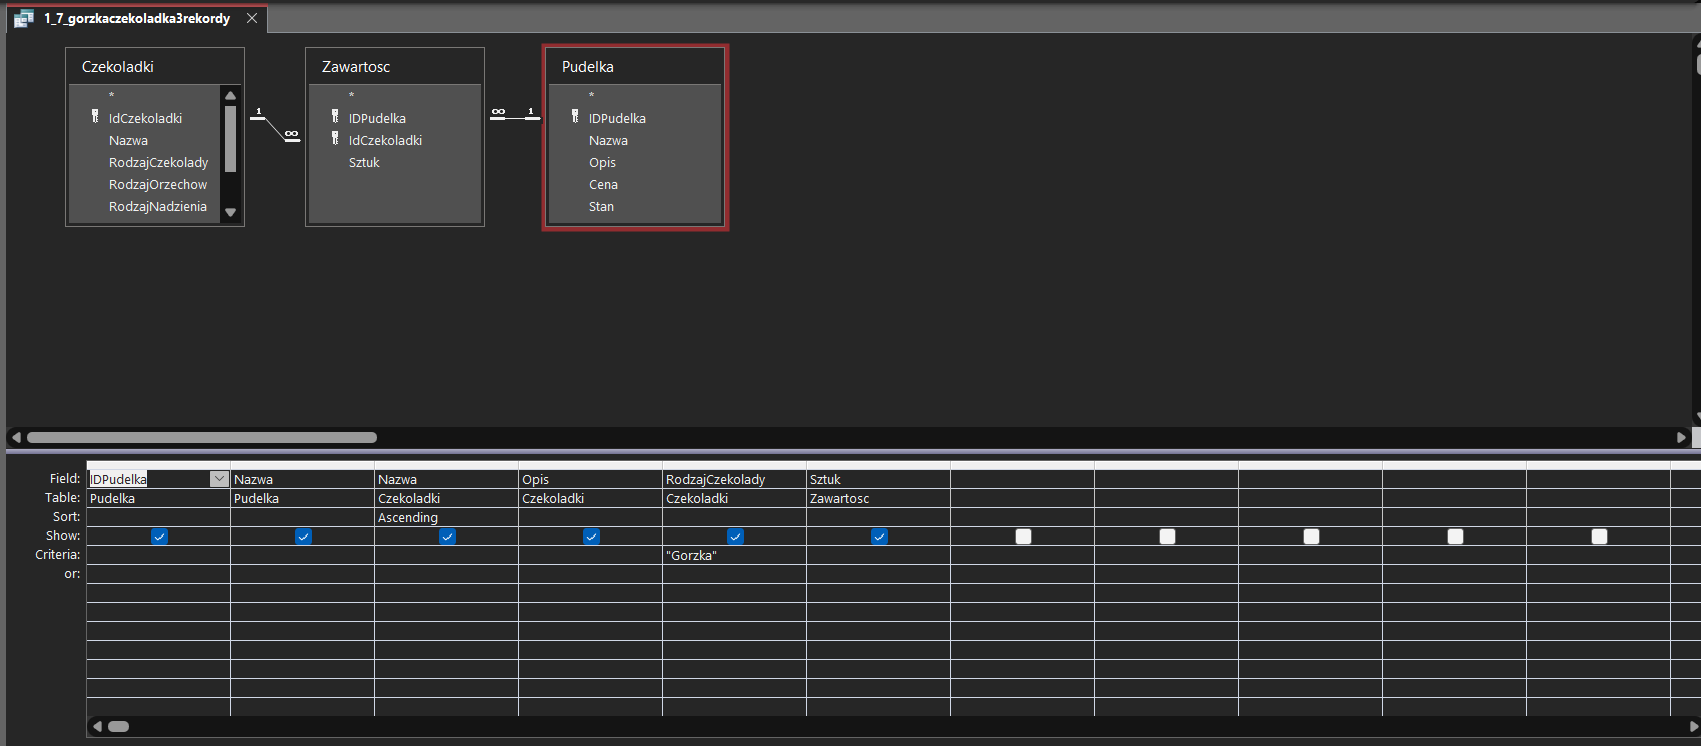 1_7_gorzkaczekoladka3rekordy
Czekoladki
*
IdCzekoladki
Nazwa
RodzajCzekolady
RodzajOrzechow
RodzajNadzienia
1
∞
Zawartosc
*
IDPudelka
IdCzekoladki
Sztuk
∞
1
Pudelka
*
IDPudelka
Nazwa
Opis
Cena
Stan
Field: IDPudelka Nazwa Nazwa Opis RodzajCzekolady Sztuk
Table: Pudelka Pudelka Czekoladki Czekoladki Czekoladki Zawartosc
Sort: Ascending
Show:
Criteria: "Gorzka"
or: